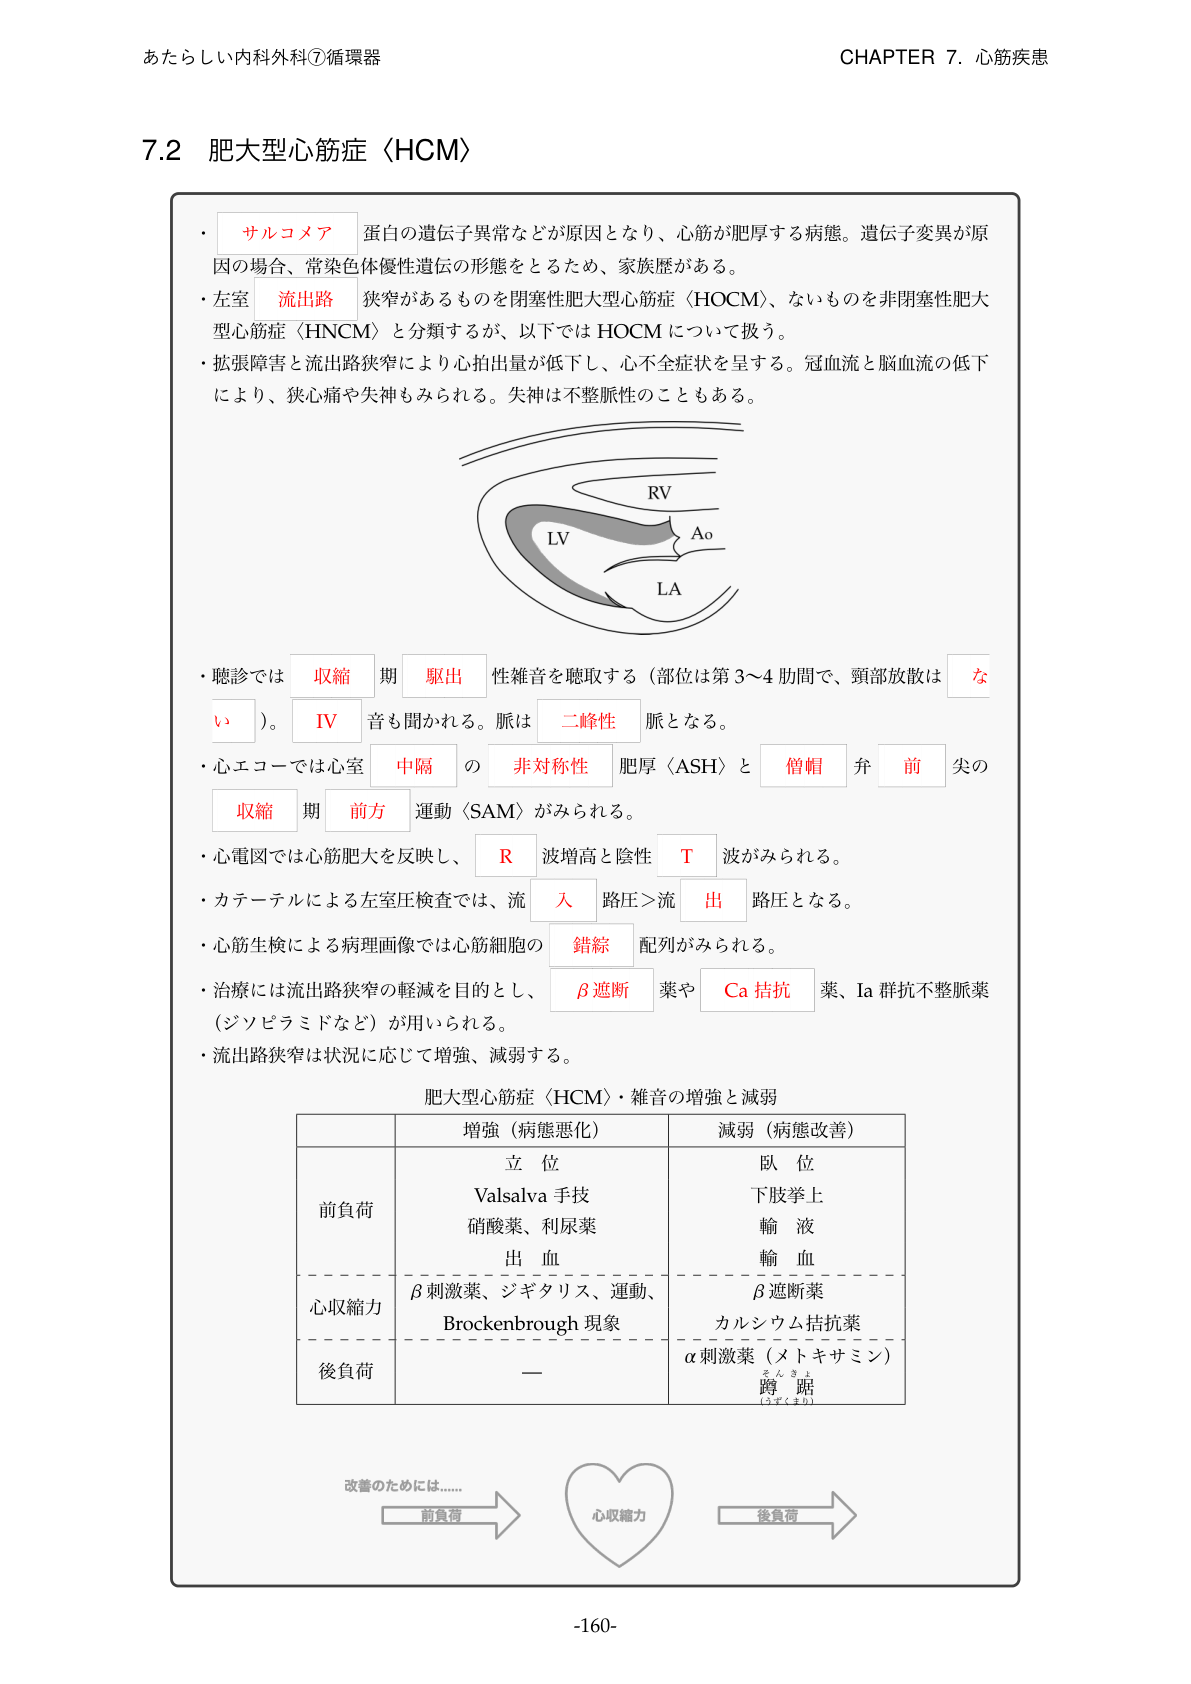 あたらしい内科外科⑦循環器
CHAPTER 7. 心筋疾患
7.2 肥大型心筋症〈HCM〉
・ サルコメア 蛋白の遺伝子異常などが原因となり、心筋が肥厚する病態。遺伝子変異が原
因の場合、常染色体優性遺伝の形態をとるため、家族歴がある。
・左室 流出路 狭窄があるものを閉塞性肥大型心筋症〈HOCM〉、ないものを非閉塞性肥大
型心筋症〈HNCM〉と分類するが、以下では HOCM について扱う。
・拡張障害と流出路狭窄により心拍出量が低下し、心不全症状を呈する。冠血流と脳血流の低下
により、狭心痛や失神もみられる。失神は不整脈性のこともある。
RV
LV
Ao
LA
・聴診では 収縮 期 駆出 性雑音を聴取する（部位は第 3〜4 肋間で、頸部放散は な
い ）。 IV 音も聞かれる。脈は 二峰性 脈となる。
・心エコーでは心室 中隔 の 非対称性 肥厚〈ASH〉と 僧帽 弁 前 尖の
収縮 期 前方 運動〈SAM〉がみられる。
・心電図では心筋肥大を反映し、 R 波増高と陰性 T 波がみられる。
・カテーテルによる左室圧検査では、流 入 路圧＞流 出 路圧となる。
・心筋生検による病理画像では心筋細胞の 錯綜 配列がみられる。
・治療には流出路狭窄の軽減を目的とし、 β遮断 薬や Ca 拮抗 薬、Ia 群抗不整脈薬
（ジソピラミドなど）が用いられる。
・流出路狭窄は状況に応じて増強、減弱する。
肥大型心筋症〈HCM〉・雑音の増強と減弱
増強（病態悪化） 減弱（病態改善）
前負荷
立 位 臥 位
Valsalva 手技 下肢挙上
硝酸薬、利尿薬 輸 液
出 血 輸 血
心収縮力
β刺激薬、ジギタリス、運動、 β遮断薬
Brockenbrough 現象 カルシウム拮抗薬
後負荷
—
α刺激薬（メトキサミン）
そんきょ
蹲 踞
（うずくまり）
改善のためには……
前負荷
心収縮力
後負荷
-160-